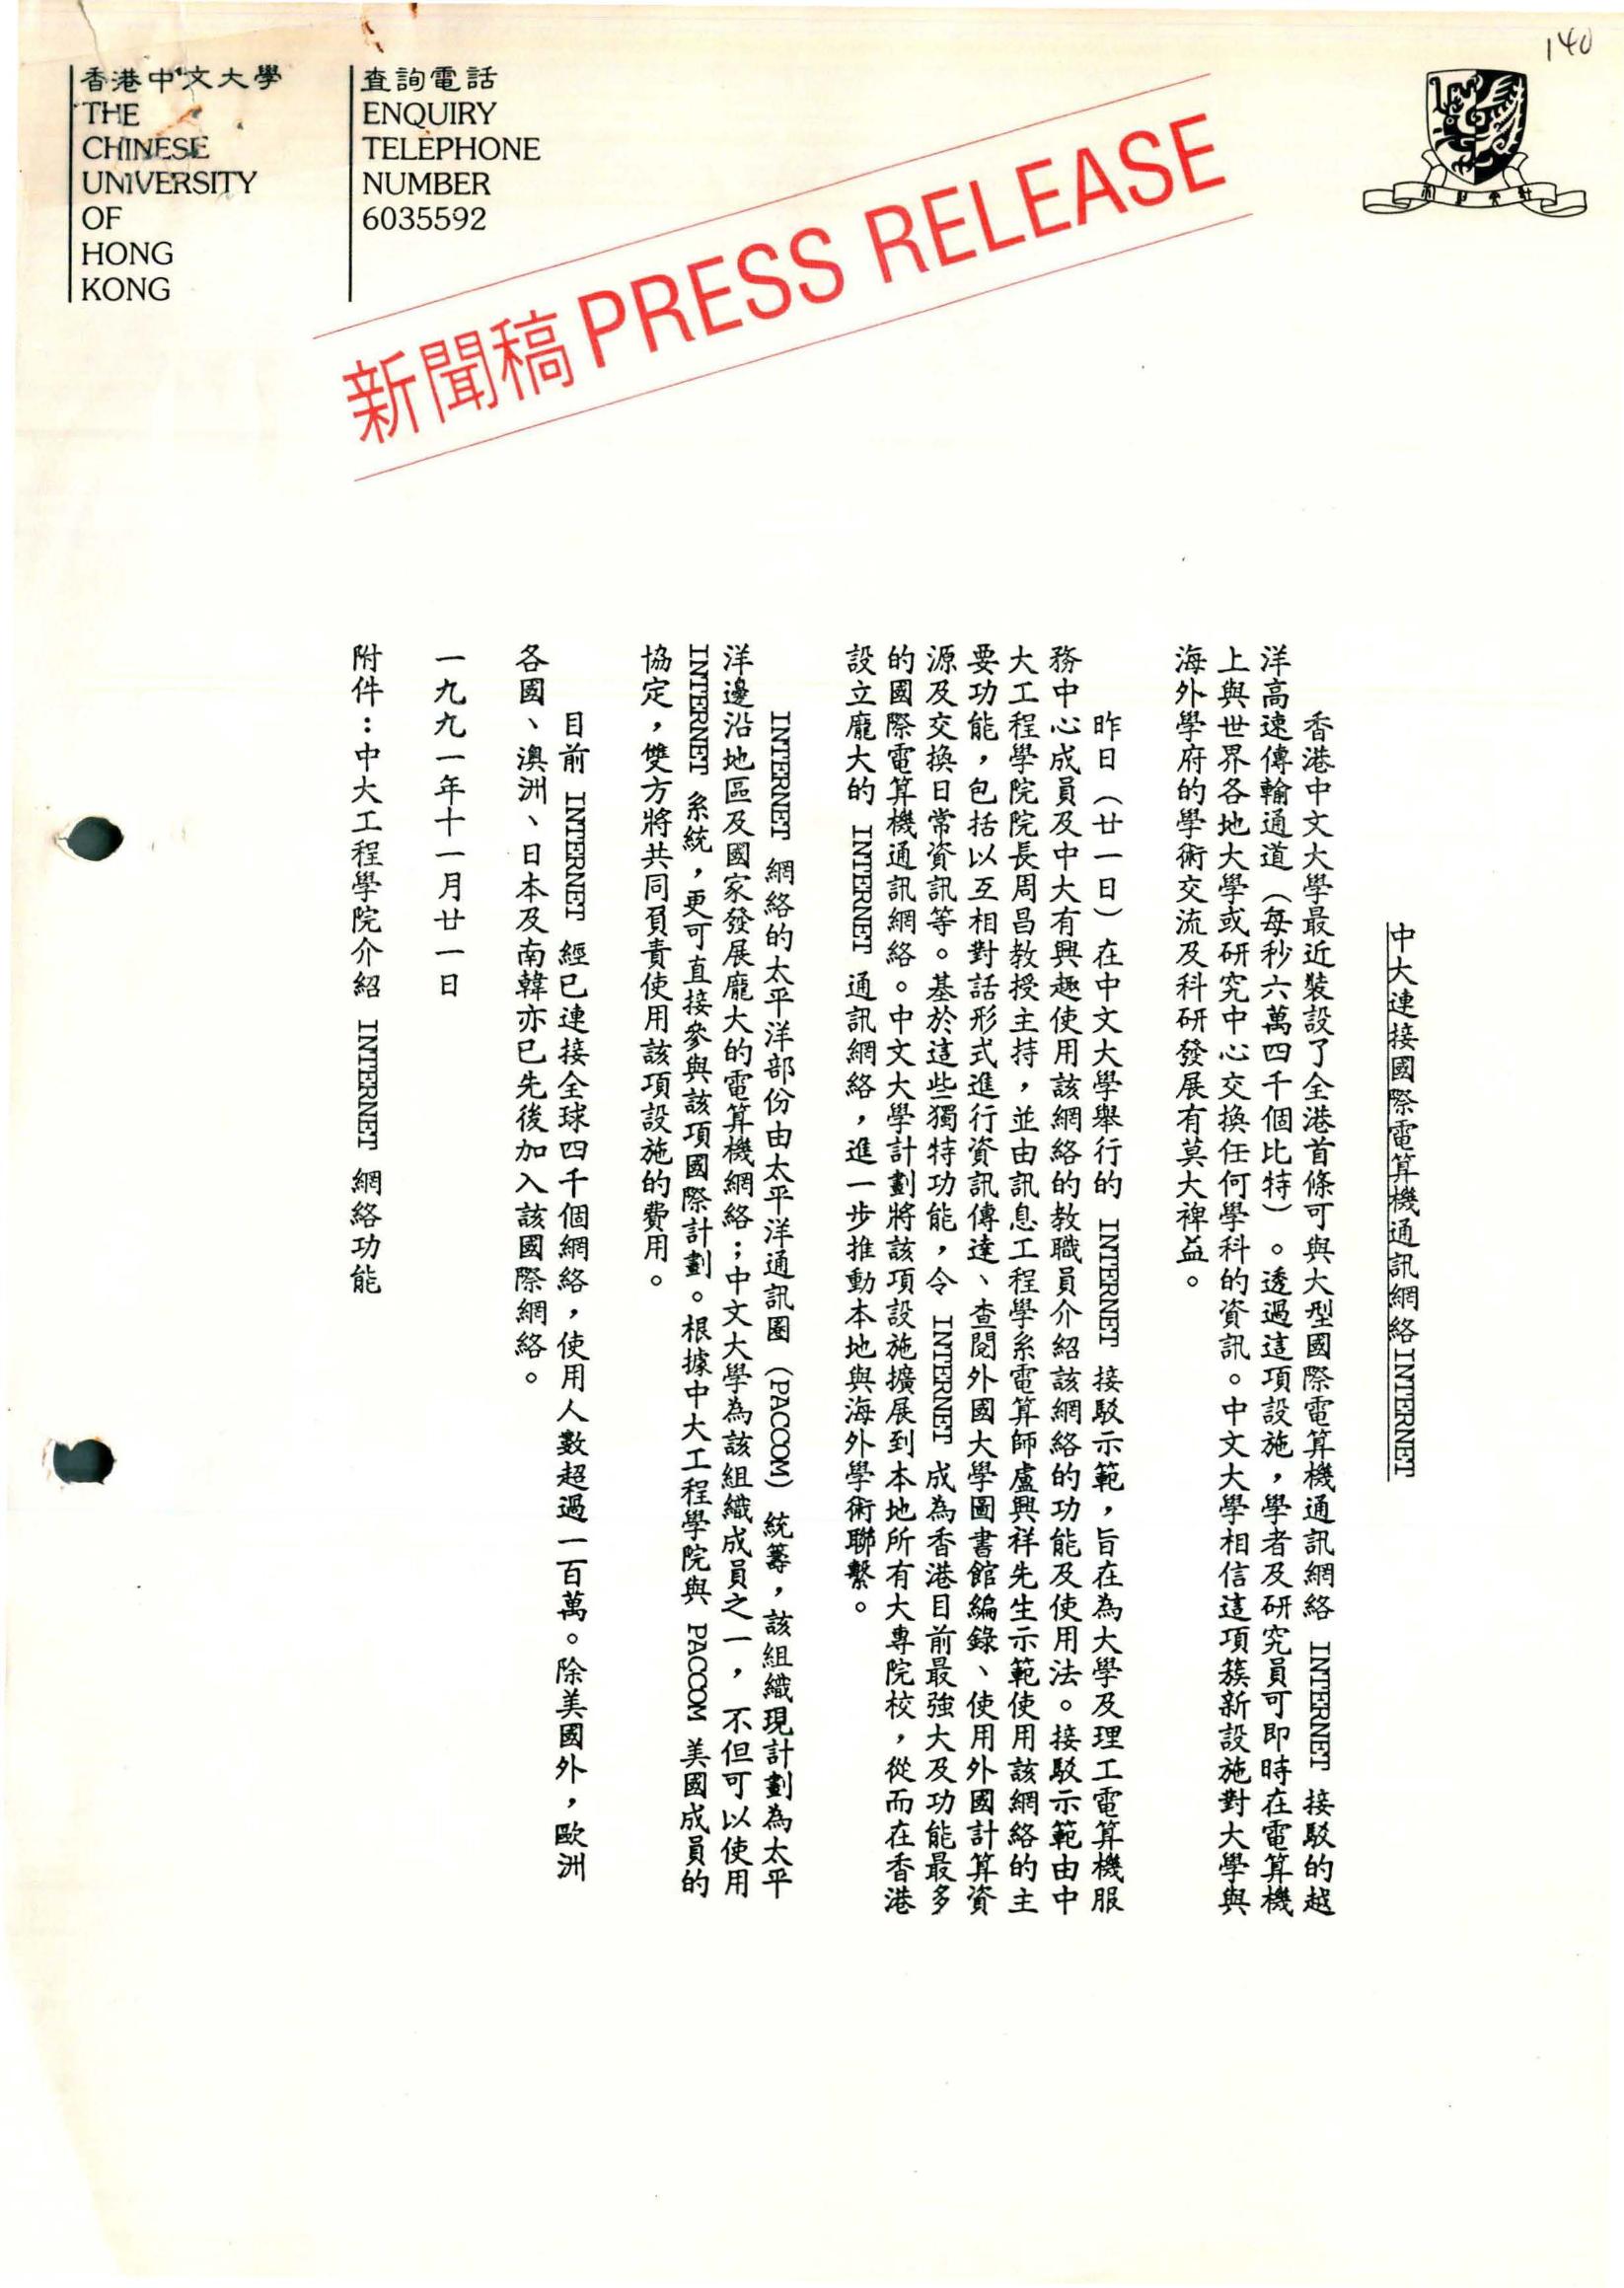 140
香港中文大學
THE
CHINESE
UNIVERSITY
OF
HONG
KONG
查詢電話
ENQUIRY
TELEPHONE
NUMBER
6035592
新聞稿 PRESS RELEASE
中大連接國際電算機通訊網絡INTERNET
香港中文大學最近裝設了全港首條可與大型國際電算機通訊網絡 INTERNET 接駁的越
洋高速傳輸通道（每秒六萬四千個比特）。透過這項設施，學者及研究員可即時在電算機
上與世界各地大學或研究中心交換任何學科的資訊。中文大學相信這項簇新設施對大學與
海外學府的學術交流及科研發展有莫大裨益。
昨日（廿一日）在中文大學舉行的 INTERNET 接駁示範，旨在為大學及理工電算機服
務中心成員及中大有興趣使用該網絡的教職員介紹該網絡的功能及使用法。接駁示範由中
大工程學院院長周昌教授主持，並由訊息工程學系電算師盧興祥先生示範使用該網絡的主
要功能，包括以互相對話形式進行資訊傳達、查閱外國大學圖書館編錄、使用外國計算資
源及交換日常資訊等。基於這些獨特功能，令 INTERNET 成為香港目前最強大及功能最多
的國際電算機通訊網絡。中文大學計劃將該項設施擴展到本地所有大專院校，從而在香港
設立龐大的 INTERNET 通訊網絡，進一步推動本地與海外學術聯繫。
INTERNET 網絡的太平洋部份由太平洋通訊圈（PACCOM）統籌，該組織現計劃為太平
洋邊沿地區及國家發展龐大的電算機網絡；中文大學為該組織成員之一，不但可以使用
INTERNET 系統，更可直接參與該項國際計劃。根據中大工程學院與 PACCOM 美國成員的
協定，雙方將共同負責使用該項設施的費用。
目前 INTERNET 經已連接全球四千個網絡，使用人數超過一百萬。除美國外，歐洲
各國、澳洲、日本及南韓亦已先後加入該國際網絡。
一九九一年十一月廿一日
附件：中大工程學院介紹 INTERNET 網絡功能